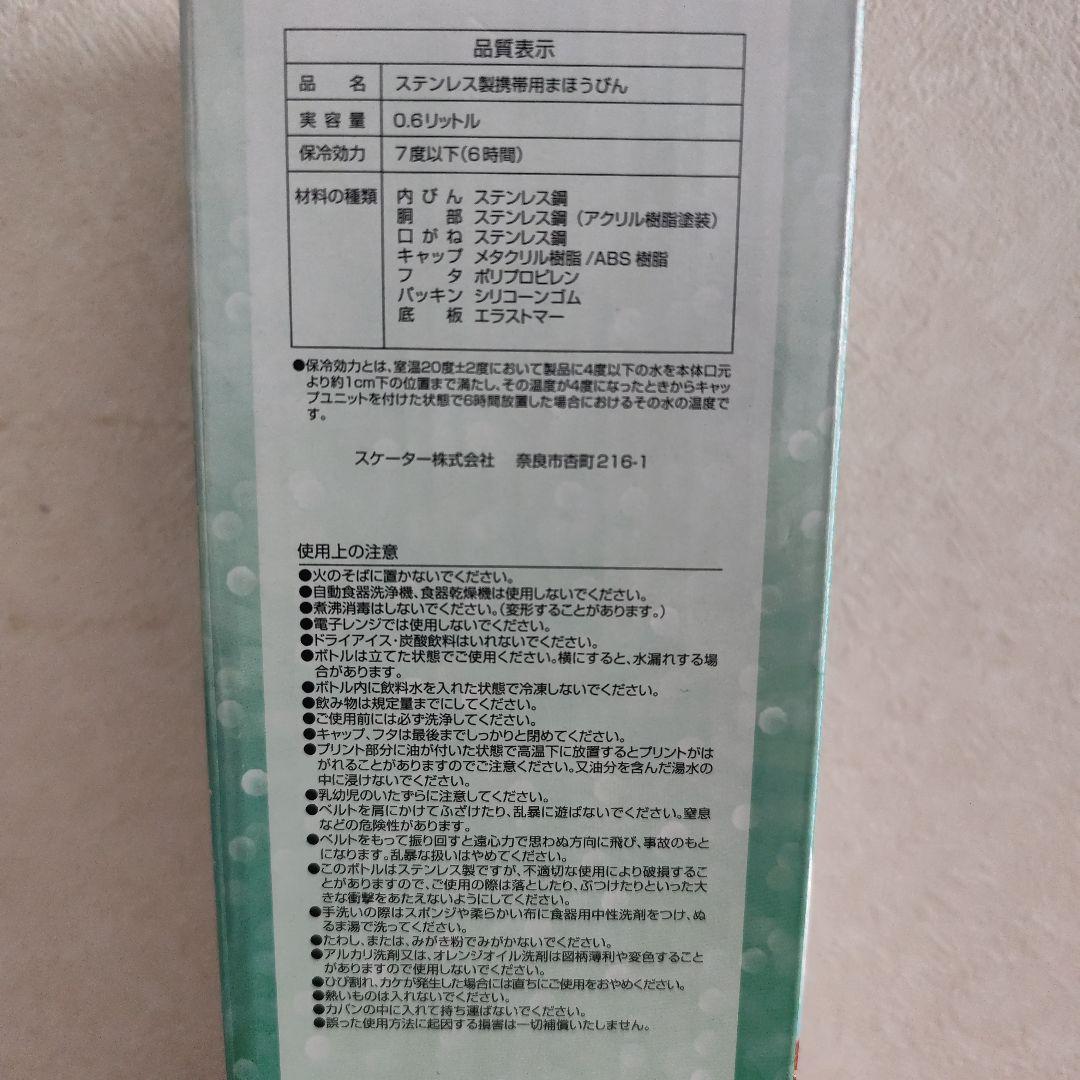 品質表示
品名 ステンレス製携帯用まほうびん
実容量 0.6リットル
保冷効力 7度以下(6時間)
材料の種類 内びん ステンレス鋼
胴部 ステンレス鋼(アクリル樹脂塗装)
口がね ステンレス鋼
キャップ メタクリル樹脂/ABS樹脂
フタ ポリプロピレン
パッキン シリコーンゴム
底板 エラストマー
●保冷効力とは、室温20度±2度において製品に4度以下の水を本体口元
より約1cm下の位置まで満たし、その温度が4度になったときからキャッ
プユニットを付けた状態で6時間放置した場合におけるその水の温度で
す。
スケーター株式会社 奈良市杏町216-1
使用上の注意
●火のそばに置かないでください。
●自動食器洗浄機、食器乾燥機は使用しないでください。
●煮沸消毒はしないでください。(変形することがあります。)
●電子レンジでは使用しないでください。
●ドライアイス・炭酸飲料はいれないでください。
●ボトルは立てた状態でご使用ください。横にすると、水漏れする場
合があります。
●ボトル内に飲料水を入れた状態で冷凍しないでください。
●飲み物は規定量までにしてください。
●ご使用前には必ず洗浄してください。
●キャップ、フタは最後までしっかりと閉めてください。
●プリント部分に油が付いた状態で高温下に放置するとプリントがは
がれることがありますのでご注意ください。又油分を含んだ湯水の
中に浸けないでください。
●乳幼児のいたずらに注意してください。
●ベルトを肩にかけてふざけたり、乱暴に遊ばないでください。窒息
などの危険性があります。
●ベルトをもって振り回すと遠心力で思わぬ方向に飛び、事故のもと
になります。乱暴な扱いはやめてください。
●このボトルはステンレス製ですが、不適切な使用により破損するこ
とがありますので、ご使用の際は落としたり、ぶつけたりといった大
きな衝撃をあたえないようにしてください。
●手洗いの際はスポンジや柔らかい布に食器用中性洗剤をつけ、ぬ
るま湯で洗ってください。
●たわし、または、みがき粉でみがかないでください。
●アルカリ洗剤又は、オレンジオイル洗剤は図柄薄利や変色すること
がありますので使用しないでください。
●ひび割れ、カケが発生した場合には直ちにご使用をおやめください。
●熱いものは入れないでください。
●カバンの中に入れて持ち運ばないでください。
●誤った使用方法に起因する損害は一切補償いたしません。